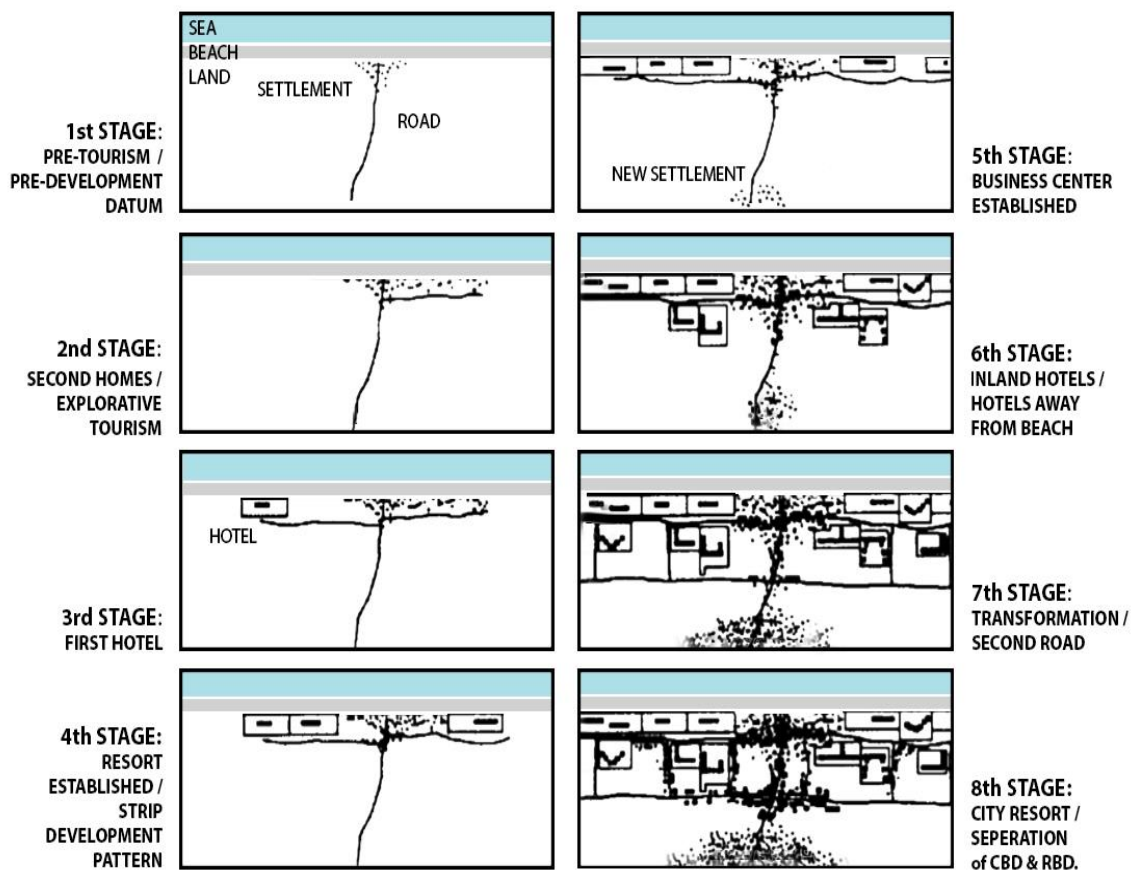 SEA
BEACH
LAND
SETTLEMENT
ROAD
1st STAGE:
PRE-TOURISM /
PRE-DEVELOPMENT
DATUM
2nd STAGE:
SECOND HOMES /
EXPLORATIVE
TOURISM
HOTEL
3rd STAGE:
FIRST HOTEL
4th STAGE:
RESORT
ESTABLISHED /
STRIP
DEVELOPMENT
PATTERN
NEW SETTLEMENT
5th STAGE:
BUSINESS CENTER
ESTABLISHED
6th STAGE:
INLAND HOTELS /
HOTELS AWAY
FROM BEACH
7th STAGE:
TRANSFORMATION /
SECOND ROAD
8th STAGE:
CITY RESORT /
SEPERATION
of CBD & RBD.